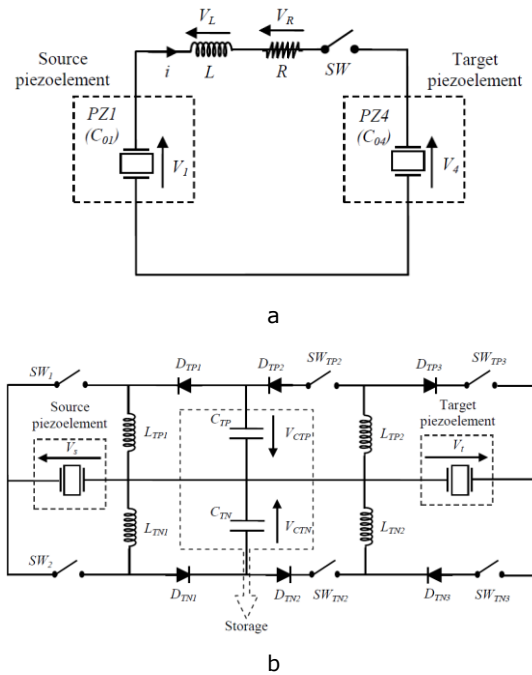 V_L
V_R
Source
piezoelement
Target
piezoelement
i
L
R
SW
PZ1
(C_01)
V_1
PZ4
(C_04)
V_4
a
SW_1
D_TP1
D_TP2
SW_TP2
D_TP3
SW_TP3
Source
piezoelement
V_s
L_TP1
C_TP
V_CTP
L_TP2
Target
piezoelement
V_t
C_TN
V_CTN
L_TN1
L_TN2
SW_2
D_TN1
D_TN2
SW_TN2
D_TN3
SW_TN3
Storage
b